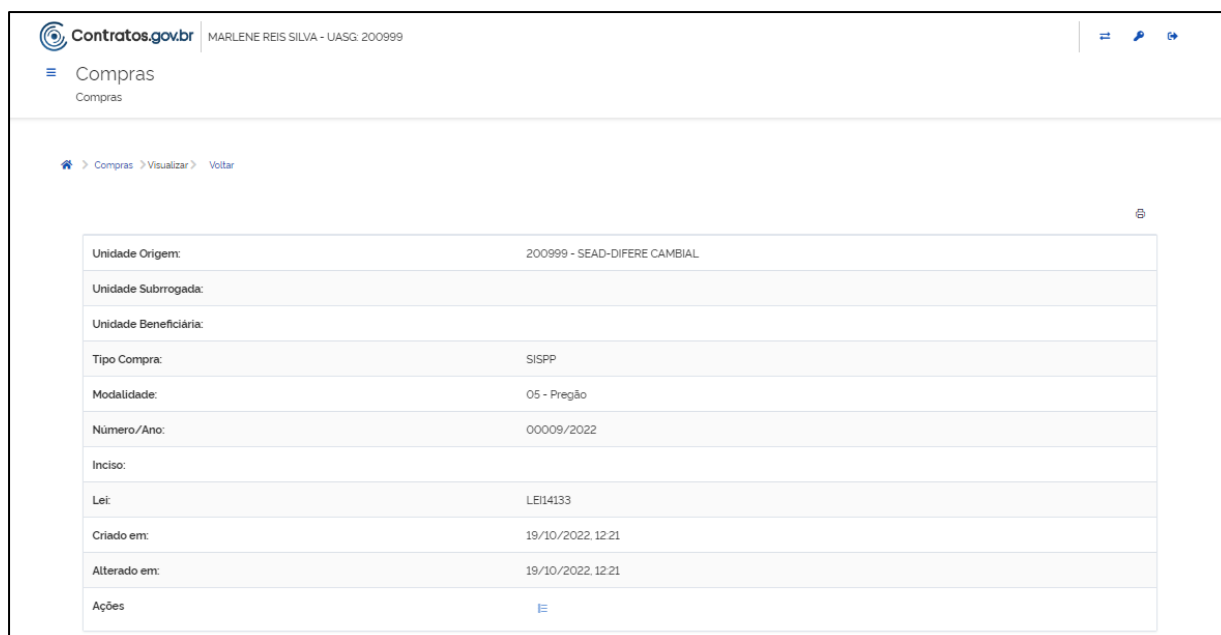 Contratos.gov.br MARLENE REIS SILVA - UASG: 200999
Compras
Compras
> Compras > Visualizar > Voltar
Unidade Origem: 200999 - SEAD-DIFERE CAMBIAL
Unidade Subrrogada:
Unidade Beneficiária:
Tipo Compra: SISPP
Modalidade: 05 - Pregão
Número/Ano: 00009/2022
Inciso:
Lei: LEI14133
Criado em: 19/10/2022, 12:21
Alterado em: 19/10/2022, 12:21
Ações